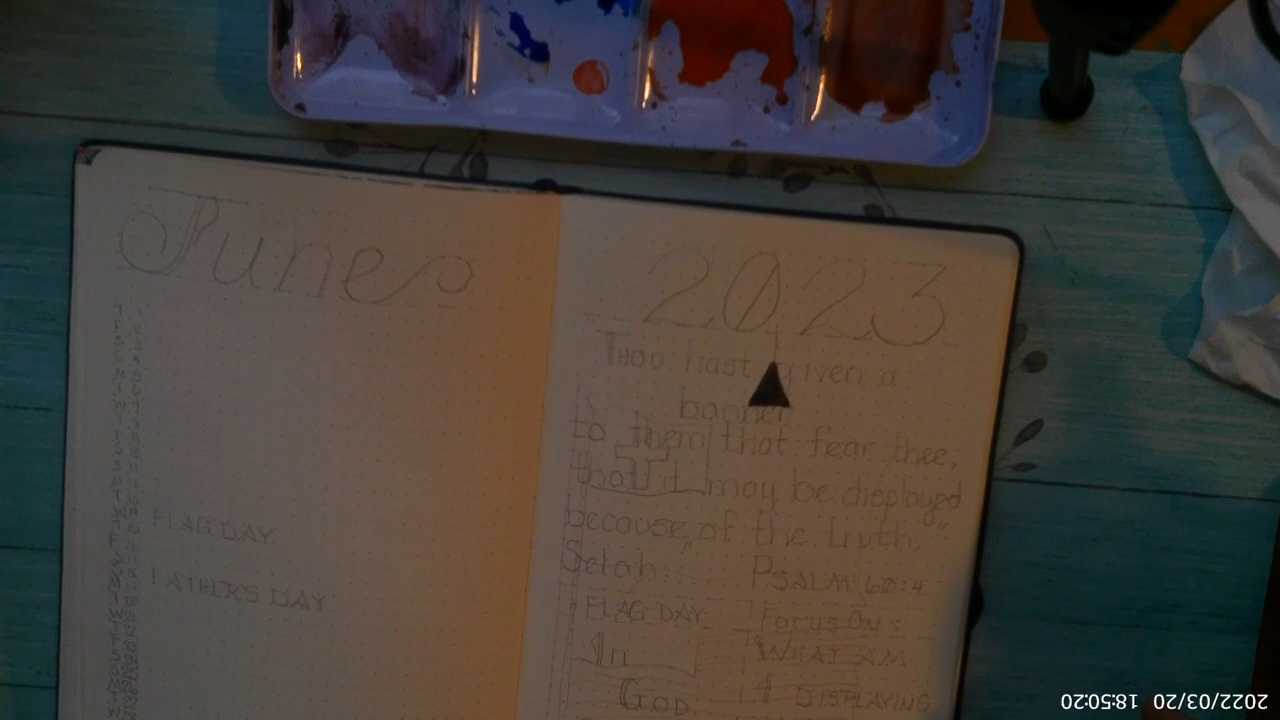 June
2023
Thou hast given a
banner
to them that fear thee,
that it may be displayed
because of the truth."
Selah.
PSALM 60:4
FLAG DAY
FATHER'S DAY
FLAG DAY
In
GOD
Focus On:
WHAT AM
I DISPLAYING
2022/03/20 18:50:20